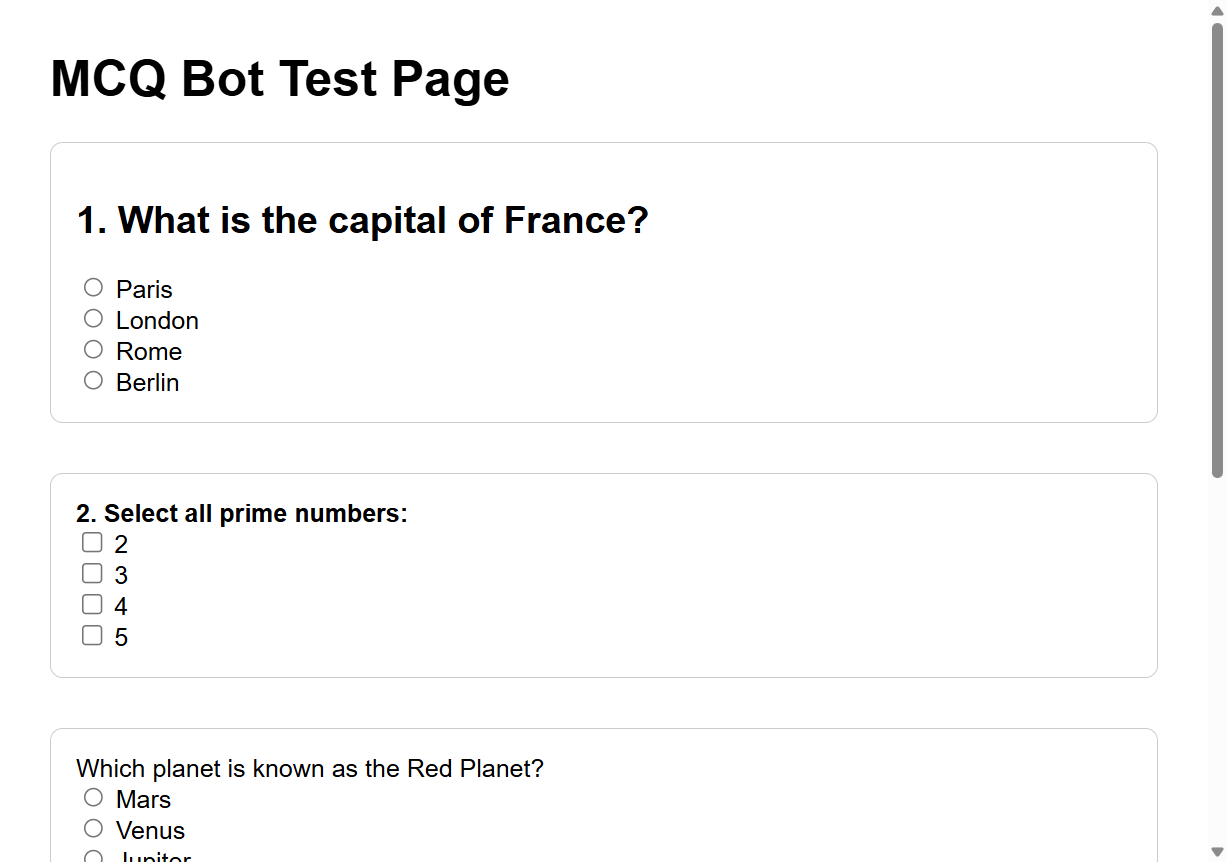 MCQ Bot Test Page
1. What is the capital of France?
Paris
London
Rome
Berlin
2. Select all prime numbers:
2
3
4
5
Which planet is known as the Red Planet?
Mars
Venus
Jupiter